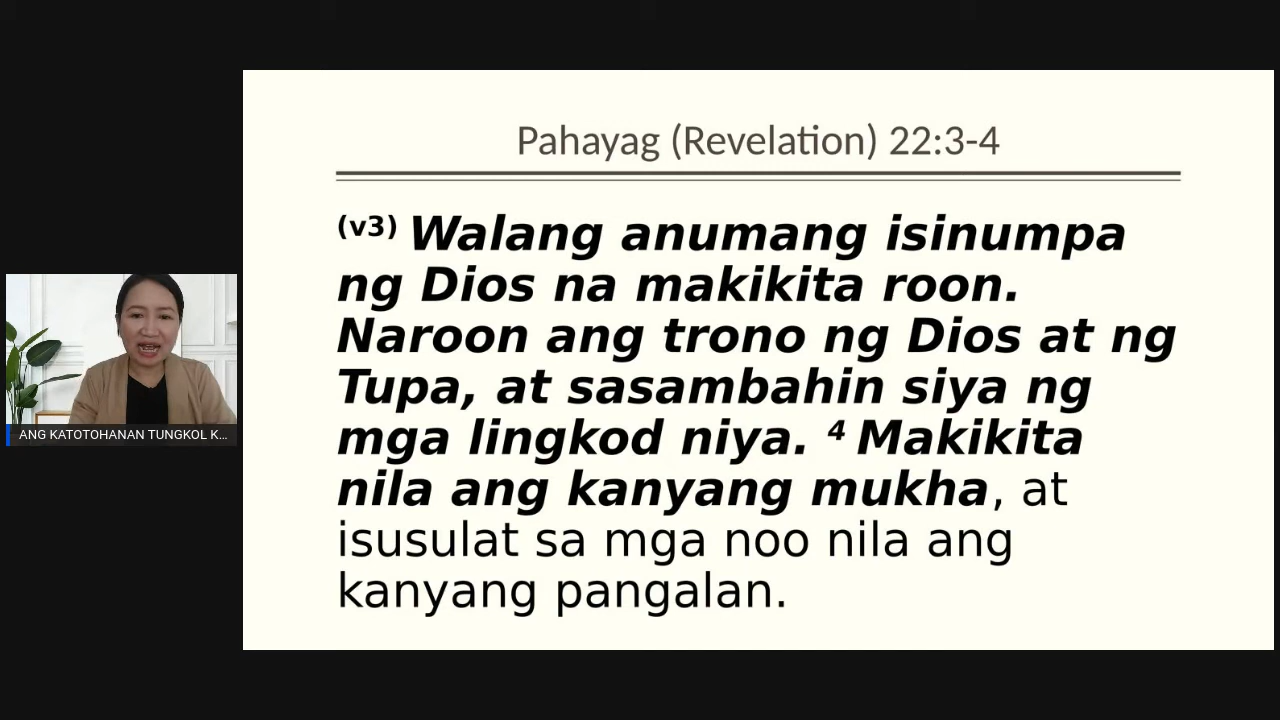 Pahayag (Revelation) 22:3-4
(v3) Walang anumang isinumpa
ng Dios na makikita roon.
Naroon ang trono ng Dios at ng
Tupa, at sasambahin siya ng
mga lingkod niya. 4 Makikita
nila ang kanyang mukha, at
isusulat sa mga noo nila ang
kanyang pangalan.
ANG KATOTOHANAN TUNGKOL K...